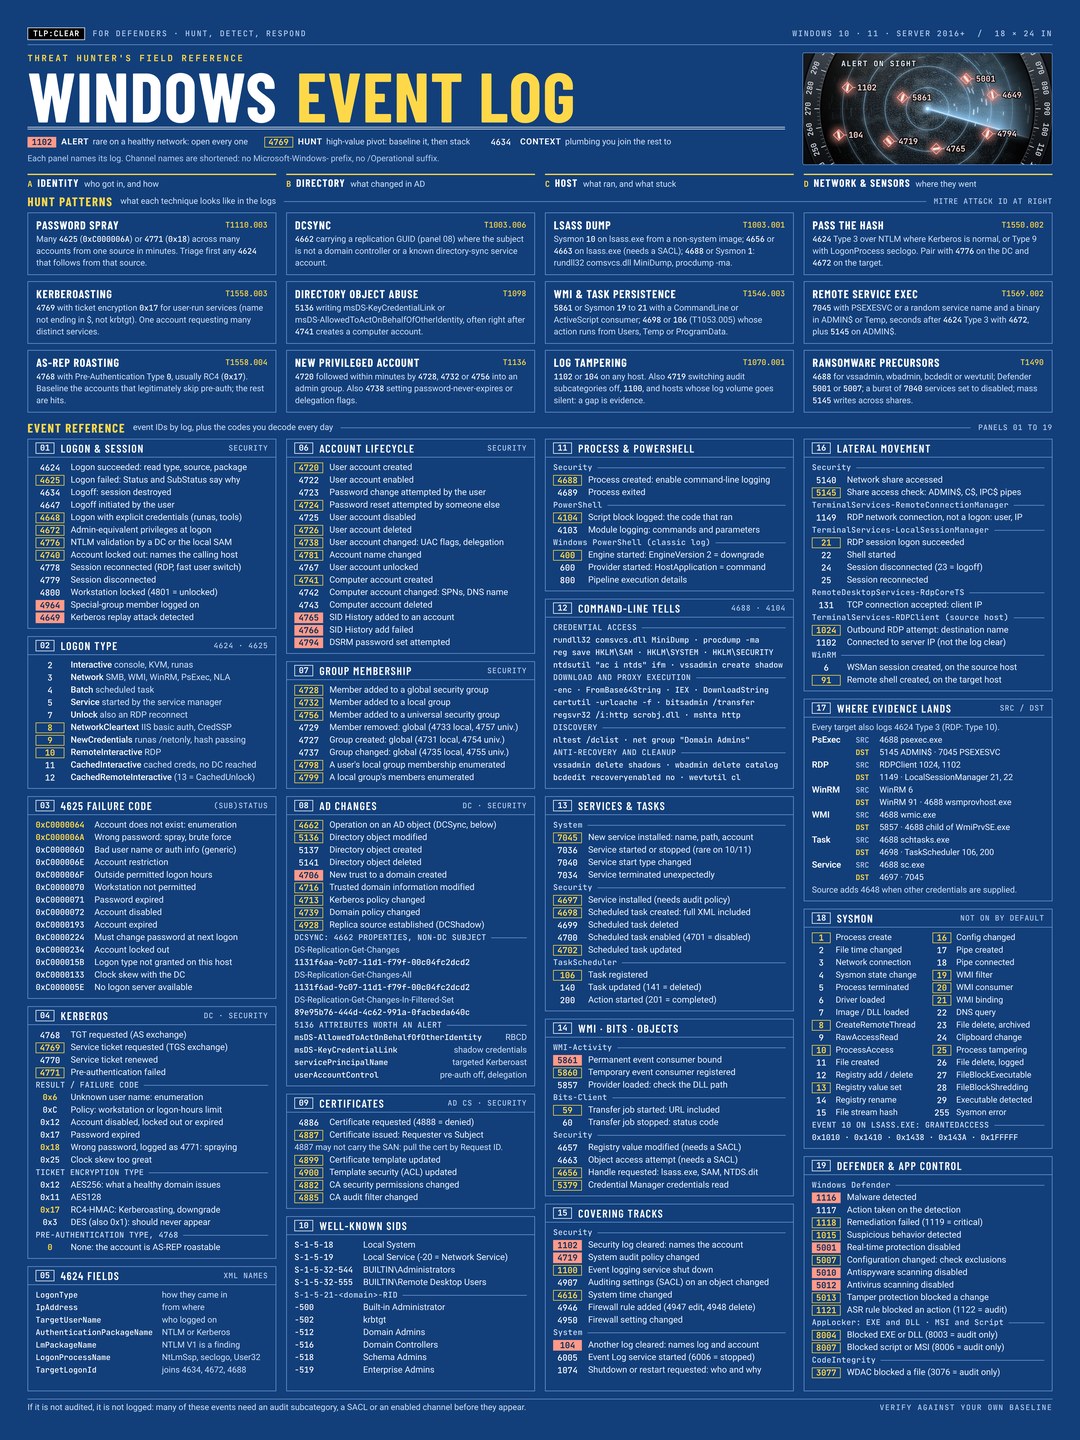 TLP:CLEAR FOR DEFENDERS · HUNT, DETECT, RESPOND
WINDOWS 10 · 11 · SERVER 2016+ / 18 × 24 IN
THREAT HUNTER'S FIELD REFERENCE
WINDOWS EVENT LOG
1102 ALERT rare on a healthy network: open every one 4769 HUNT high-value pivot: baseline it, then stack 4634 CONTEXT plumbing you join the rest to
Each panel names its log. Channel names are shortened: no Microsoft-Windows- prefix, no /Operational suffix.
ALERT ON SIGHT
290
070
1102
5001
5861
4649
280
080
270
090
260
100
104
4719
4765
4794
250
110
A IDENTITY who got in, and how
B DIRECTORY what changed in AD
C HOST what ran, and what stuck
D NETWORK & SENSORS where they went
HUNT PATTERNS what each technique looks like in the logs
MITRE ATT&CK ID AT RIGHT
PASSWORD SPRAY T1110.003
Many 4625 (0xC000006A) or 4771 (0x18) across many
accounts from one source in minutes. Triage first any 4624
that follows from that source.
DCSYNC T1003.006
4662 carrying a replication GUID (panel 08) where the subject
is not a domain controller or a known directory-sync service
account.
LSASS DUMP T1003.001
Sysmon 10 on lsass.exe from a non-system image; 4656 or
4663 on lsass.exe (needs a SACL); 4688 or Sysmon 1:
rundll32 comsvcs.dll MiniDump, procdump -ma.
PASS THE HASH T1550.002
4624 Type 3 over NTLM where Kerberos is normal, or Type 9
with LogonProcess seclogo. Pair with 4776 on the DC and
4672 on the target.
KERBEROASTING T1558.003
4769 with ticket encryption 0x17 for user-run services (name
not ending in $, not krbtgt). One account requesting many
distinct services.
DIRECTORY OBJECT ABUSE T1098
5136 writing msDS-KeyCredentialLink or
msDS-AllowedToActOnBehalfOfOtherIdentity, often right after
4741 creates a computer account.
WMI & TASK PERSISTENCE T1546.003
5861 or Sysmon 19 to 21 with a CommandLine or
ActiveScript consumer; 4698 or 106 (T1053.005) whose
action runs from Users, Temp or ProgramData.
REMOTE SERVICE EXEC T1569.002
7045 with PSEXESVC or a random service name and a binary
in ADMIN$ or Temp, seconds after 4624 Type 3 with 4672,
plus 5145 on ADMIN$.
AS-REP ROASTING T1558.004
4768 with Pre-Authentication Type 0, usually RC4 (0x17).
Baseline the accounts that legitimately skip pre-auth; the rest
are hits.
NEW PRIVILEGED ACCOUNT T1136
4720 followed within minutes by 4728, 4732 or 4756 into an
admin group. Also 4738 setting password-never-expires or
delegation flags.
LOG TAMPERING T1070.001
1102 or 104 on any host. Also 4719 switching audit
subcategories off, 1100, and hosts whose log volume goes
silent: a gap is evidence.
RANSOMWARE PRECURSORS T1490
4688 for vssadmin, wbadmin, bcdedit or wevtutil; Defender
5001 or 5007; a burst of 7040 services set to disabled; mass
5145 writes across shares.
EVENT REFERENCE event IDs by log, plus the codes you decode every day
PANELS 01 TO 19
01 LOGON & SESSION SECURITY
4624 Logon succeeded: read type, source, package
4625 Logon failed: Status and SubStatus say why
4634 Logoff: session destroyed
4647 Logoff initiated by the user
4648 Logon with explicit credentials (runas, tools)
4672 Admin-equivalent privileges at logon
4776 NTLM validation by a DC or the local SAM
4740 Account locked out: names the calling host
4778 Session reconnected (RDP, fast user switch)
4779 Session disconnected
4800 Workstation locked (4801 = unlocked)
4964 Special-group member logged on
4649 Kerberos replay attack detected
02 LOGON TYPE 4624 · 4625
2 Interactive console, KVM, runas
3 Network SMB, WMI, WinRM, PsExec, NLA
4 Batch scheduled task
5 Service started by the service manager
7 Unlock also an RDP reconnect
8 NetworkCleartext IIS basic auth, CredSSP
9 NewCredentials runas /netonly, hash passing
10 RemoteInteractive RDP
11 CachedInteractive cached creds, no DC reached
12 CachedRemoteInteractive (13 = CachedUnlock)
03 4625 FAILURE CODE (SUB)STATUS
0xC0000064 Account does not exist: enumeration
0xC000006A Wrong password: spray, brute force
0xC000006D Bad user name or auth info (generic)
0xC000006E Account restriction
0xC000006F Outside permitted logon hours
0xC0000070 Workstation not permitted
0xC0000071 Password expired
0xC0000072 Account disabled
0xC0000193 Account expired
0xC0000224 Must change password at next logon
0xC0000234 Account locked out
0xC000015B Logon type not granted on this host
0xC0000133 Clock skew with the DC
0xC000005E No logon server available
04 KERBEROS DC · SECURITY
4768 TGT requested (AS exchange)
4769 Service ticket requested (TGS exchange)
4770 Service ticket renewed
4771 Pre-authentication failed
RESULT / FAILURE CODE
0x6 Unknown user name: enumeration
0xC Policy: workstation or logon-hours limit
0x12 Account disabled, locked out or expired
0x17 Password expired
0x18 Wrong password, logged as 4771: spraying
0x25 Clock skew too great
TICKET ENCRYPTION TYPE
0x12 AES256: what a healthy domain issues
0x11 AES128
0x17 RC4-HMAC: Kerberoasting, downgrade
0x3 DES (also 0x1): should never appear
PRE-AUTHENTICATION TYPE, 4768
0 None: the account is AS-REP roastable
05 4624 FIELDS XML NAMES
LogonType how they came in
IpAddress from where
TargetUserName who logged on
AuthenticationPackageName NTLM or Kerberos
LmPackageName NTLM V1 is a finding
LogonProcessName NtLmSsp, seclogo, User32
TargetLogonId joins 4634, 4672, 4688
06 ACCOUNT LIFECYCLE SECURITY
4720 User account created
4722 User account enabled
4723 Password change attempted by the user
4724 Password reset attempted by someone else
4725 User account disabled
4726 User account deleted
4738 User account changed: UAC flags, delegation
4781 Account name changed
4767 User account unlocked
4741 Computer account created
4742 Computer account changed: SPNs, DNS name
4743 Computer account deleted
4765 SID History added to an account
4766 SID History add failed
4794 DSRM password set attempted
07 GROUP MEMBERSHIP SECURITY
4728 Member added to a global security group
4732 Member added to a local group
4756 Member added to a universal security group
4729 Member removed: global (4733 local, 4757 univ.)
4727 Group created: global (4731 local, 4754 univ.)
4737 Group changed: global (4735 local, 4755 univ.)
4798 A user's local group membership enumerated
4799 A local group's members enumerated
08 AD CHANGES DC · SECURITY
4662 Operation on an AD object (DCSync, below)
5136 Directory object modified
5137 Directory object created
5141 Directory object deleted
4706 New trust to a domain created
4716 Trusted domain information modified
4713 Kerberos policy changed
4739 Domain policy changed
4928 Replica source established (DCShadow)
DCSYNC: 4662 PROPERTIES, NON-DC SUBJECT
DS-Replication-Get-Changes
1131f6aa-9c07-11d1-f79f-00c04fc2dcd2
DS-Replication-Get-Changes-All
1131f6ad-9c07-11d1-f79f-00c04fc2dcd2
DS-Replication-Get-Changes-In-Filtered-Set
89e95b76-444d-4c62-991a-0facbeda640c
5136 ATTRIBUTES WORTH AN ALERT
msDS-AllowedToActOnBehalfOfOtherIdentity RBCD
msDS-KeyCredentialLink shadow credentials
servicePrincipalName targeted Kerberoast
userAccountControl pre-auth off, delegation
09 CERTIFICATES AD CS · SECURITY
4886 Certificate requested (4888 = denied)
4887 Certificate issued: Requester vs Subject
4887 may not carry the SAN: pull the cert by Request ID.
4899 Certificate template updated
4900 Template security (ACL) updated
4882 CA security permissions changed
4885 CA audit filter changed
10 WELL-KNOWN SIDS
S-1-5-18 Local System
S-1-5-19 Local Service (-20 = Network Service)
S-1-5-32-544 BUILTIN\Administrators
S-1-5-32-555 BUILTIN\Remote Desktop Users
S-1-5-21-<domain>-RID
-500 Built-in Administrator
-502 krbtgt
-512 Domain Admins
-516 Domain Controllers
-518 Schema Admins
-519 Enterprise Admins
11 PROCESS & POWERSHELL
Security
4688 Process created: enable command-line logging
4689 Process exited
PowerShell
4104 Script block logged: the code that ran
4103 Module logging: commands and parameters
Windows PowerShell (classic log)
400 Engine started: EngineVersion 2 = downgrade
600 Provider started: HostApplication = command
800 Pipeline execution details
12 COMMAND-LINE TELLS 4688 · 4104
CREDENTIAL ACCESS
rundll32 comsvcs.dll MiniDump · procdump -ma
reg save HKLM\SAM · HKLM\SYSTEM · HKLM\SECURITY
ntdsutil "ac i ntds" ifm · vssadmin create shadow
DOWNLOAD AND PROXY EXECUTION
-enc · FromBase64String · IEX · DownloadString
certutil -urlcache -f · bitsadmin /transfer
regsvr32 /i:http scrobj.dll · mshta http
DISCOVERY
nltest /dclist · net group "Domain Admins"
ANTI-RECOVERY AND CLEANUP
vssadmin delete shadows · wbadmin delete catalog
bcdedit recoveryenabled no · wevtutil cl
13 SERVICES & TASKS
System
7045 New service installed: name, path, account
7036 Service started or stopped (rare on 10/11)
7040 Service start type changed
7034 Service terminated unexpectedly
Security
4697 Service installed (needs audit policy)
4698 Scheduled task created: full XML included
4699 Scheduled task deleted
4700 Scheduled task enabled (4701 = disabled)
4702 Scheduled task updated
TaskScheduler
106 Task registered
140 Task updated (141 = deleted)
200 Action started (201 = completed)
14 WMI · BITS · OBJECTS
WMI-Activity
5861 Permanent event consumer bound
5860 Temporary event consumer registered
5857 Provider loaded: check the DLL path
Bits-Client
59 Transfer job started: URL included
60 Transfer job stopped: status code
Security
4657 Registry value modified (needs a SACL)
4663 Object access attempt (needs a SACL)
4656 Handle requested: lsass.exe, SAM, NTDS.dit
5379 Credential Manager credentials read
15 COVERING TRACKS
Security
1102 Security log cleared: names the account
4719 System audit policy changed
1100 Event logging service shut down
4907 Auditing settings (SACL) on an object changed
4616 System time changed
4946 Firewall rule added (4947 edit, 4948 delete)
4950 Firewall setting changed
System
104 Another log cleared: names log and account
6005 Event Log service started (6006 = stopped)
1074 Shutdown or restart requested: who and why
16 LATERAL MOVEMENT
Security
5140 Network share accessed
5145 Share access check: ADMIN$, C$, IPC$ pipes
TerminalServices-RemoteConnectionManager
1149 RDP network connection, not a logon: user, IP
TerminalServices-LocalSessionManager
21 RDP session logon succeeded
22 Shell started
24 Session disconnected (23 = logoff)
25 Session reconnected
RemoteDesktopServices-RdpCoreTS
131 TCP connection accepted: client IP
TerminalServices-RDPClient (source host)
1024 Outbound RDP attempt: destination name
1102 Connected to server IP (not the log clear)
WinRM
6 WSMan session created, on the source host
91 Remote shell created, on the target host
17 WHERE EVIDENCE LANDS SRC / DST
Every target also logs 4624 Type 3 (RDP: Type 10).
PsExec SRC 4688 psexec.exe
DST 5145 ADMIN$ · 7045 PSEXESVC
RDP SRC RDPClient 1024, 1102
DST 1149 · LocalSessionManager 21, 22
WinRM SRC WinRM 6
DST WinRM 91 · 4688 wsmprovhost.exe
WMI SRC 4688 wmic.exe
DST 5857 · 4688 child of WmiPrvSE.exe
Task SRC 4688 schtasks.exe
DST 4698 · TaskScheduler 106, 200
Service SRC 4688 sc.exe
DST 4697 · 7045
Source adds 4648 when other credentials are supplied.
18 SYSMON NOT ON BY DEFAULT
1 Process create 16 Config changed
2 File time changed 17 Pipe created
3 Network connection 18 Pipe connected
4 Sysmon state change 19 WMI filter
5 Process terminated 20 WMI consumer
6 Driver loaded 21 WMI binding
7 Image / DLL loaded 22 DNS query
8 CreateRemoteThread 23 File delete, archived
9 RawAccessRead 24 Clipboard change
10 ProcessAccess 25 Process tampering
11 File created 26 File delete, logged
12 Registry add / delete 27 FileBlockExecutable
13 Registry value set 28 FileBlockShredding
14 Registry rename 29 Executable detected
15 File stream hash 255 Sysmon error
EVENT 10 ON LSASS.EXE: GRANTEDACCESS
0x1010 · 0x1410 · 0x1438 · 0x143A · 0x1FFFFF
19 DEFENDER & APP CONTROL
Windows Defender
1116 Malware detected
1117 Action taken on the detection
1118 Remediation failed (1119 = critical)
1015 Suspicious behavior detected
5001 Real-time protection disabled
5007 Configuration changed: check exclusions
5010 Antispyware scanning disabled
5012 Antivirus scanning disabled
5013 Tamper protection blocked a change
1121 ASR rule blocked an action (1122 = audit)
AppLocker: EXE and DLL · MSI and Script
8004 Blocked EXE or DLL (8003 = audit only)
8007 Blocked script or MSI (8006 = audit only)
CodeIntegrity
3077 WDAC blocked a file (3076 = audit only)
If it is not audited, it is not logged: many of these events need an audit subcategory, a SACL or an enabled channel before they appear.
VERIFY AGAINST YOUR OWN BASELINE